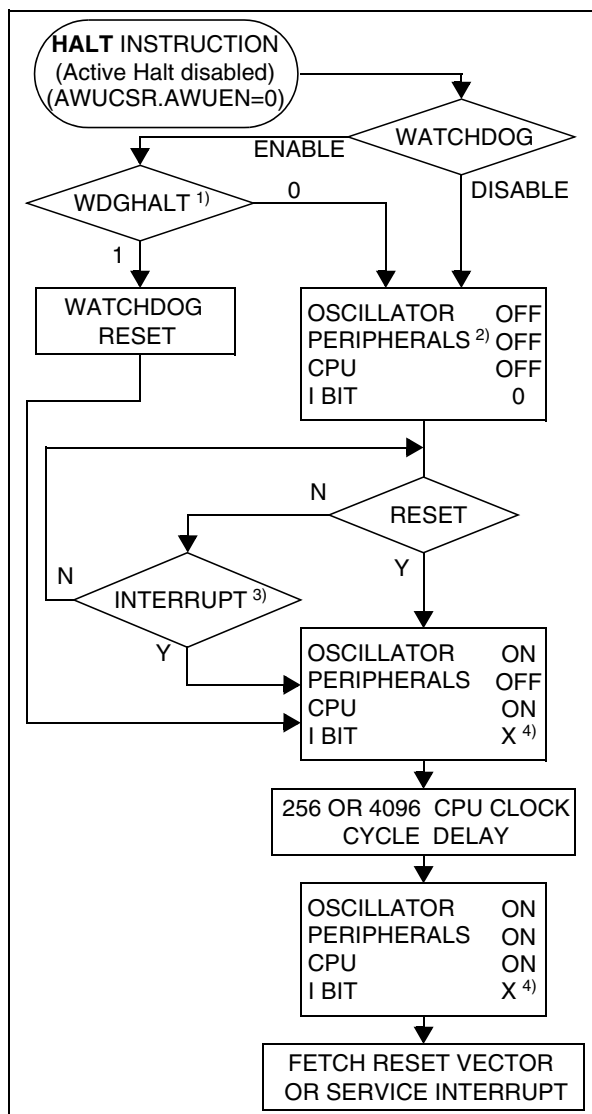 HALT INSTRUCTION
(Active Halt disabled)
(AWUCSR.AWUEN=0)
WATCHDOG
ENABLE
DISABLE
WDGHALT 1)
0
1
WATCHDOG
RESET
OSCILLATOR OFF
PERIPHERALS 2) OFF
CPU OFF
I BIT 0
RESET
N
Y
INTERRUPT 3)
N
Y
OSCILLATOR ON
PERIPHERALS OFF
CPU ON
I BIT X 4)
256 OR 4096 CPU CLOCK
CYCLE DELAY
OSCILLATOR ON
PERIPHERALS ON
CPU ON
I BIT X 4)
FETCH RESET VECTOR
OR SERVICE INTERRUPT